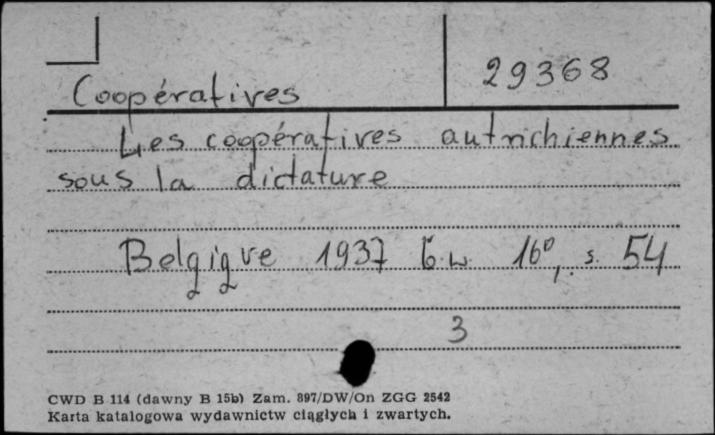 29368
Coopératives
Les coopératives autrichiennes
sous la dictature
Belgique 1937 b.w. 16°, s. 54
3
CWD B 114 (dawny B 15b) Zam. 897/DW/On ZGG 2542
Karta katalogowa wydawnictw ciągłych i zwartych.